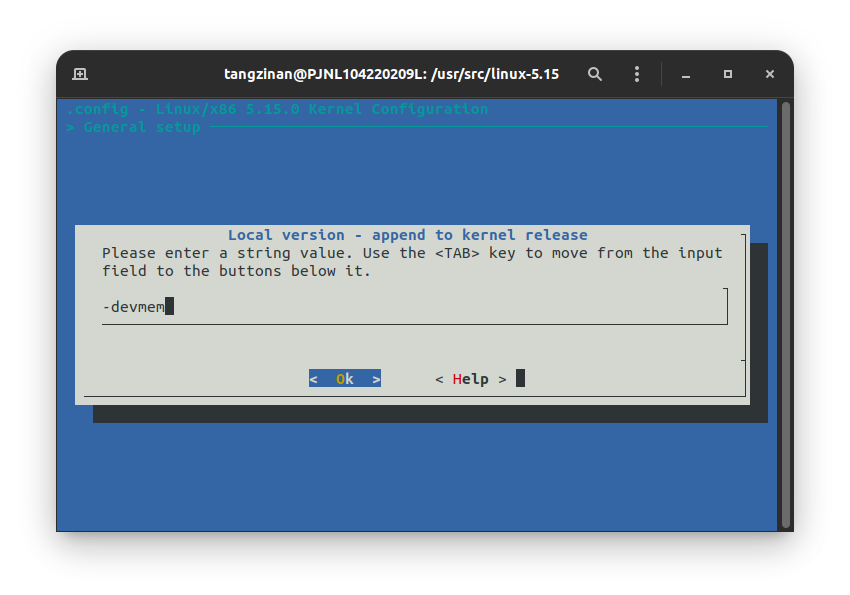 tangzinan@PJNL104220209L: /usr/src/linux-5.15
.config - Linux/x86 5.15.0 Kernel Configuration
> General setup
Local version - append to kernel release
Please enter a string value. Use the <TAB> key to move from the input
field to the buttons below it.
-devmem
< Ok > < Help >